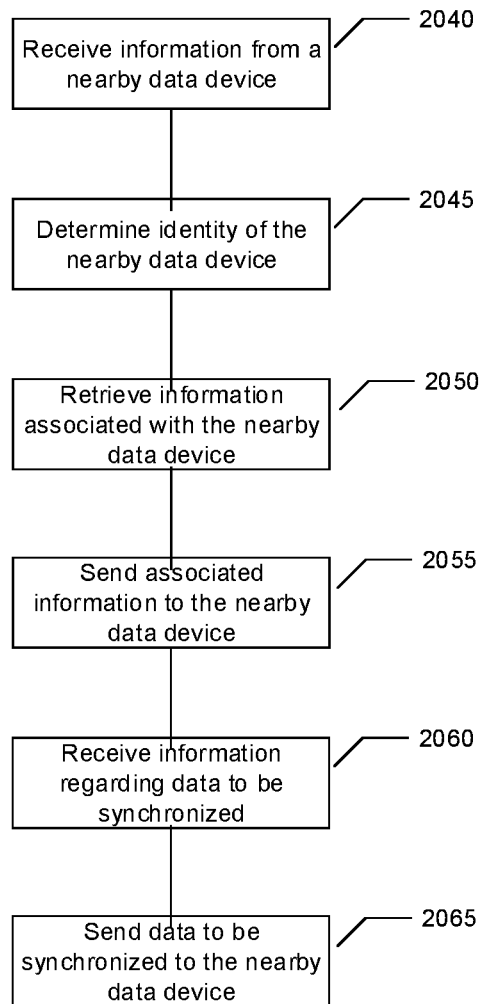 2040
Receive information from a
nearby data device
2045
Determine identity of the
nearby data device
2050
Retrieve information
associated with the nearby
data device
2055
Send associated
information to the nearby
data device
2060
Receive information
regarding data to be
synchronized
2065
Send data to be
synchronized to the nearby
data device